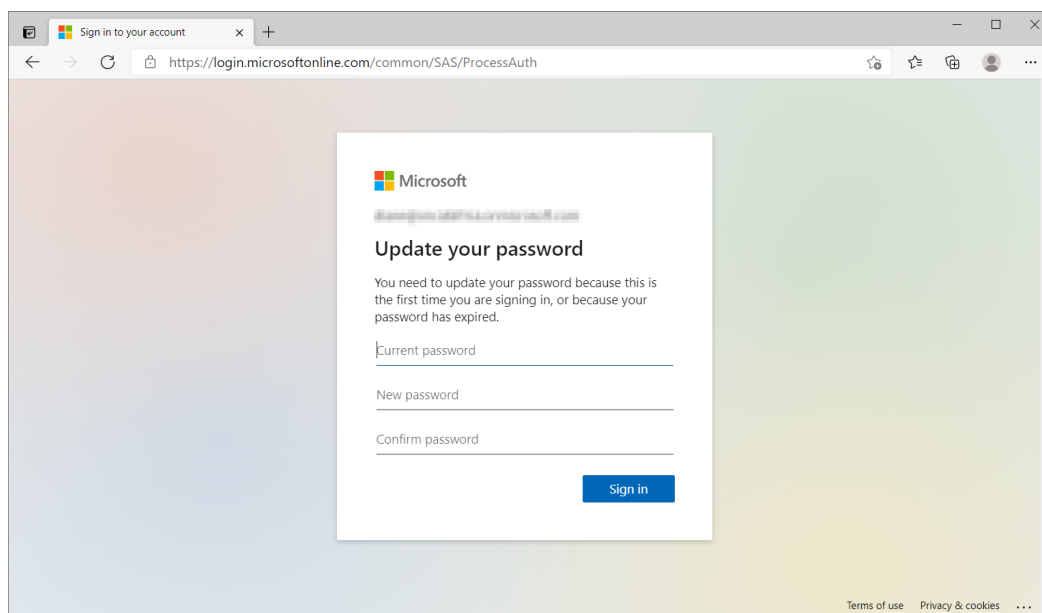 Sign in to your account
https://login.microsoftonline.com/common/SAS/ProcessAuth
Microsoft
Update your password
You need to update your password because this is
the first time you are signing in, or because your
password has expired.
Current password
New password
Confirm password
Sign in
Terms of use Privacy & cookies ...